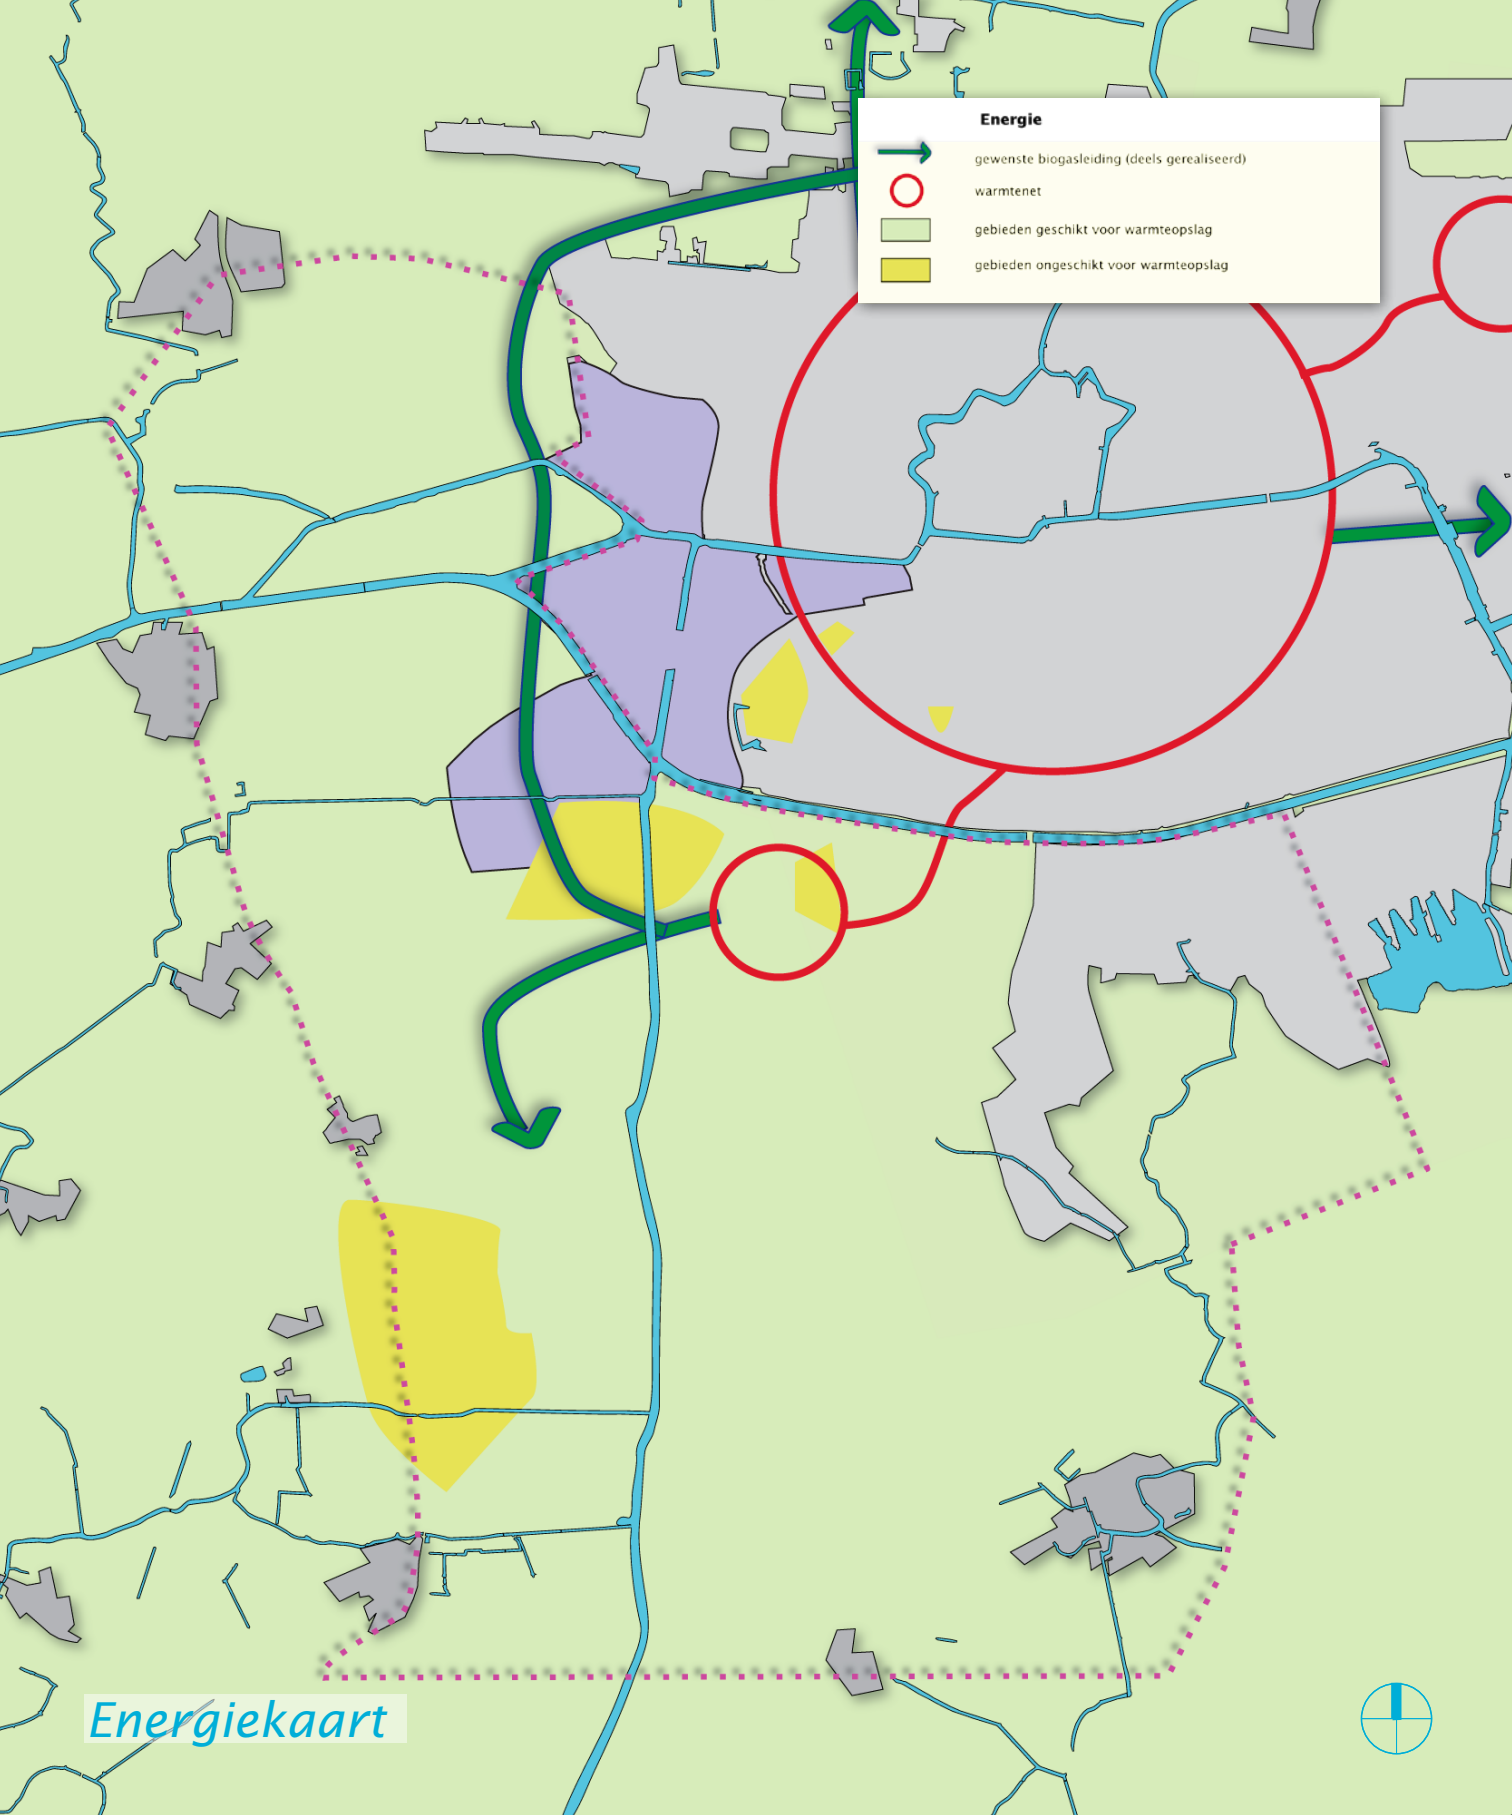 Energie
gewenste biogasleiding (deels gerealiseerd)
warmtenet
gebieden geschikt voor warmteopslag
gebieden ongeschikt voor warmteopslag
Energiekaart